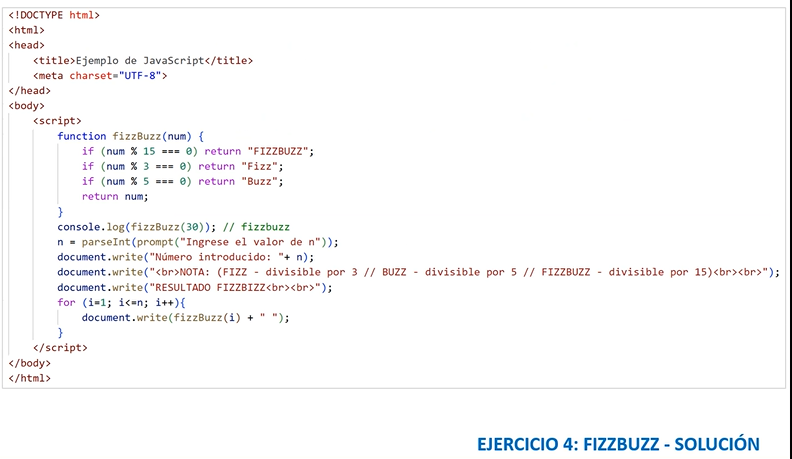 <!DOCTYPE html>
<html>
<head>
    <title>Ejemplo de JavaScript</title>
    <meta charset="UTF-8">
</head>
<body>
    <script>
        function fizzBuzz(num) {
            if (num % 15 === 0) return "FIZZBUZZ";
            if (num % 3 === 0) return "Fizz";
            if (num % 5 === 0) return "Buzz";
            return num;
        }
        console.log(fizzBuzz(30)); // fizzbuzz
        n = parseInt(prompt("Ingrese el valor de n"));
        document.write("Número introducido: "+ n);
        document.write("<br>NOTA: (FIZZ - divisible por 3 // BUZZ - divisible por 5 // FIZZBUZZ - divisible por 15)<br><br>");
        document.write("RESULTADO FIZZBIZZ<br><br>");
        for (i=1; i<=n; i++){
            document.write(fizzBuzz(i) + " ");
        }
    </script>
</body>
</html>
EJERCICIO 4: FIZZBUZZ - SOLUCIÓN